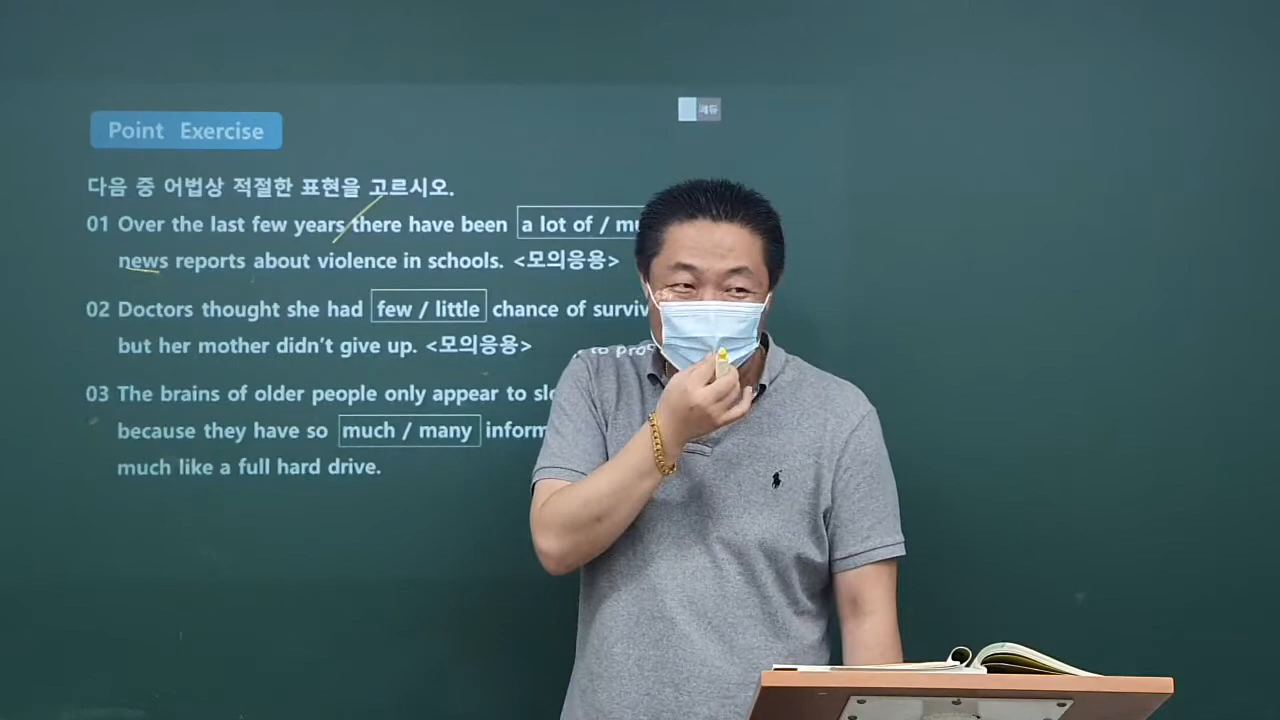 Point Exercise
에듀
다음 중 어법상 적절한 표현을 고르시오.
01 Over the last few years there have been a lot of /
news reports about violence in schools. <모의응용>
02 Doctors thought she had few / little chance of
but her mother didn't give up. <모의응용>
to
03 The brains of older people only appear to
because they have so much / many
much like a full hard drive.